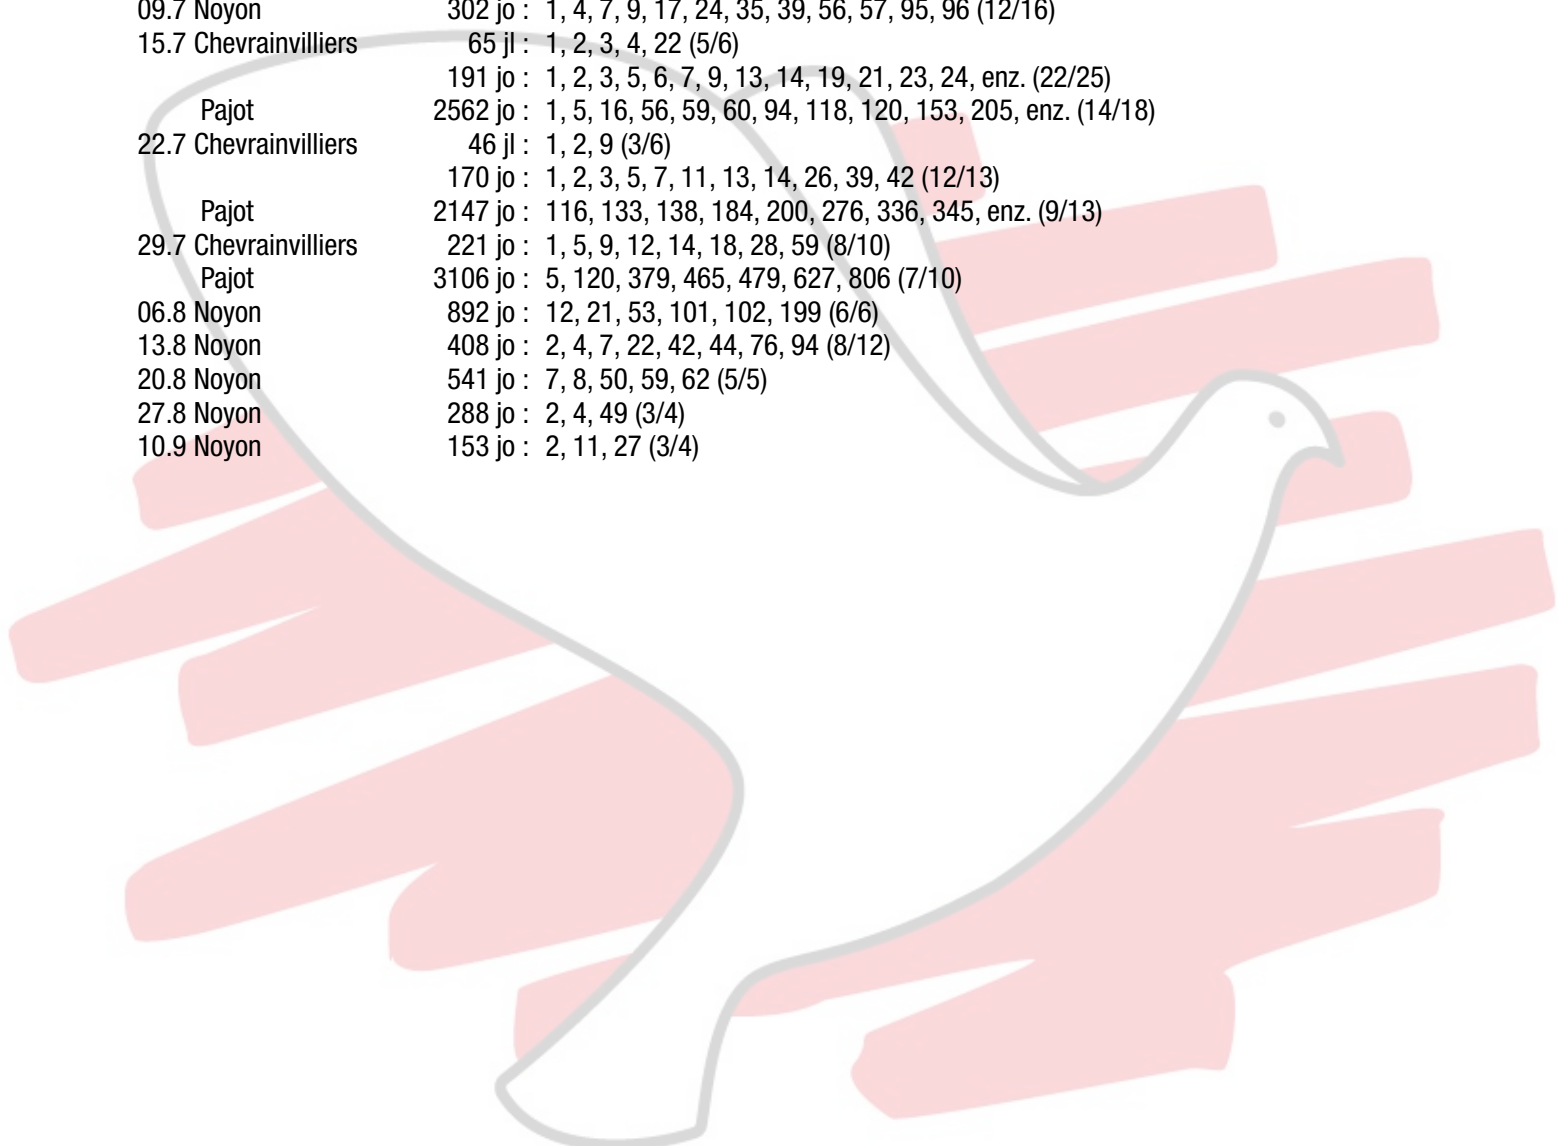 09.7 Noyon 302 jo : 1, 4, 7, 9, 17, 24, 35, 39, 56, 57, 95, 96 (12/16)
15.7 Chevrainvilliers 65 jl : 1, 2, 3, 4, 22 (5/6)
191 jo : 1, 2, 3, 5, 6, 7, 9, 13, 14, 19, 21, 23, 24, enz. (22/25)
Pajot 2562 jo : 1, 5, 16, 56, 59, 60, 94, 118, 120, 153, 205, enz. (14/18)
22.7 Chevrainvilliers 46 jl : 1, 2, 9 (3/6)
170 jo : 1, 2, 3, 5, 7, 11, 13, 14, 26, 39, 42 (12/13)
Pajot 2147 jo : 116, 133, 138, 184, 200, 276, 336, 345, enz. (9/13)
29.7 Chevrainvilliers 221 jo : 1, 5, 9, 12, 14, 18, 28, 59 (8/10)
Pajot 3106 jo : 5, 120, 379, 465, 479, 627, 806 (7/10)
06.8 Noyon 892 jo : 12, 21, 53, 101, 102, 199 (6/6)
13.8 Noyon 408 jo : 2, 4, 7, 22, 42, 44, 76, 94 (8/12)
20.8 Noyon 541 jo : 7, 8, 50, 59, 62 (5/5)
27.8 Noyon 288 jo : 2, 4, 49 (3/4)
10.9 Noyon 153 jo : 2, 11, 27 (3/4)